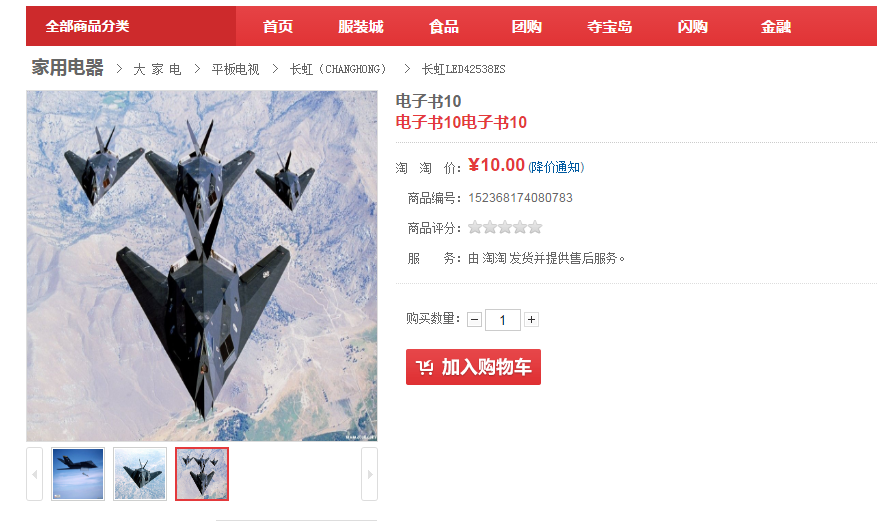 全部商品分类 首页 服装城 食品 团购 夺宝岛 闪购 金融
家用电器 > 大 家 电 > 平板电视 > 长虹（CHANGHONG） > 长虹LED42538ES
电子书10
电子书10电子书10
淘 淘 价：¥10.00 (降价通知)
商品编号：152368174080783
商品评分：
服 务：由 淘淘 发货并提供售后服务。
购买数量： − 1 +
加入购物车